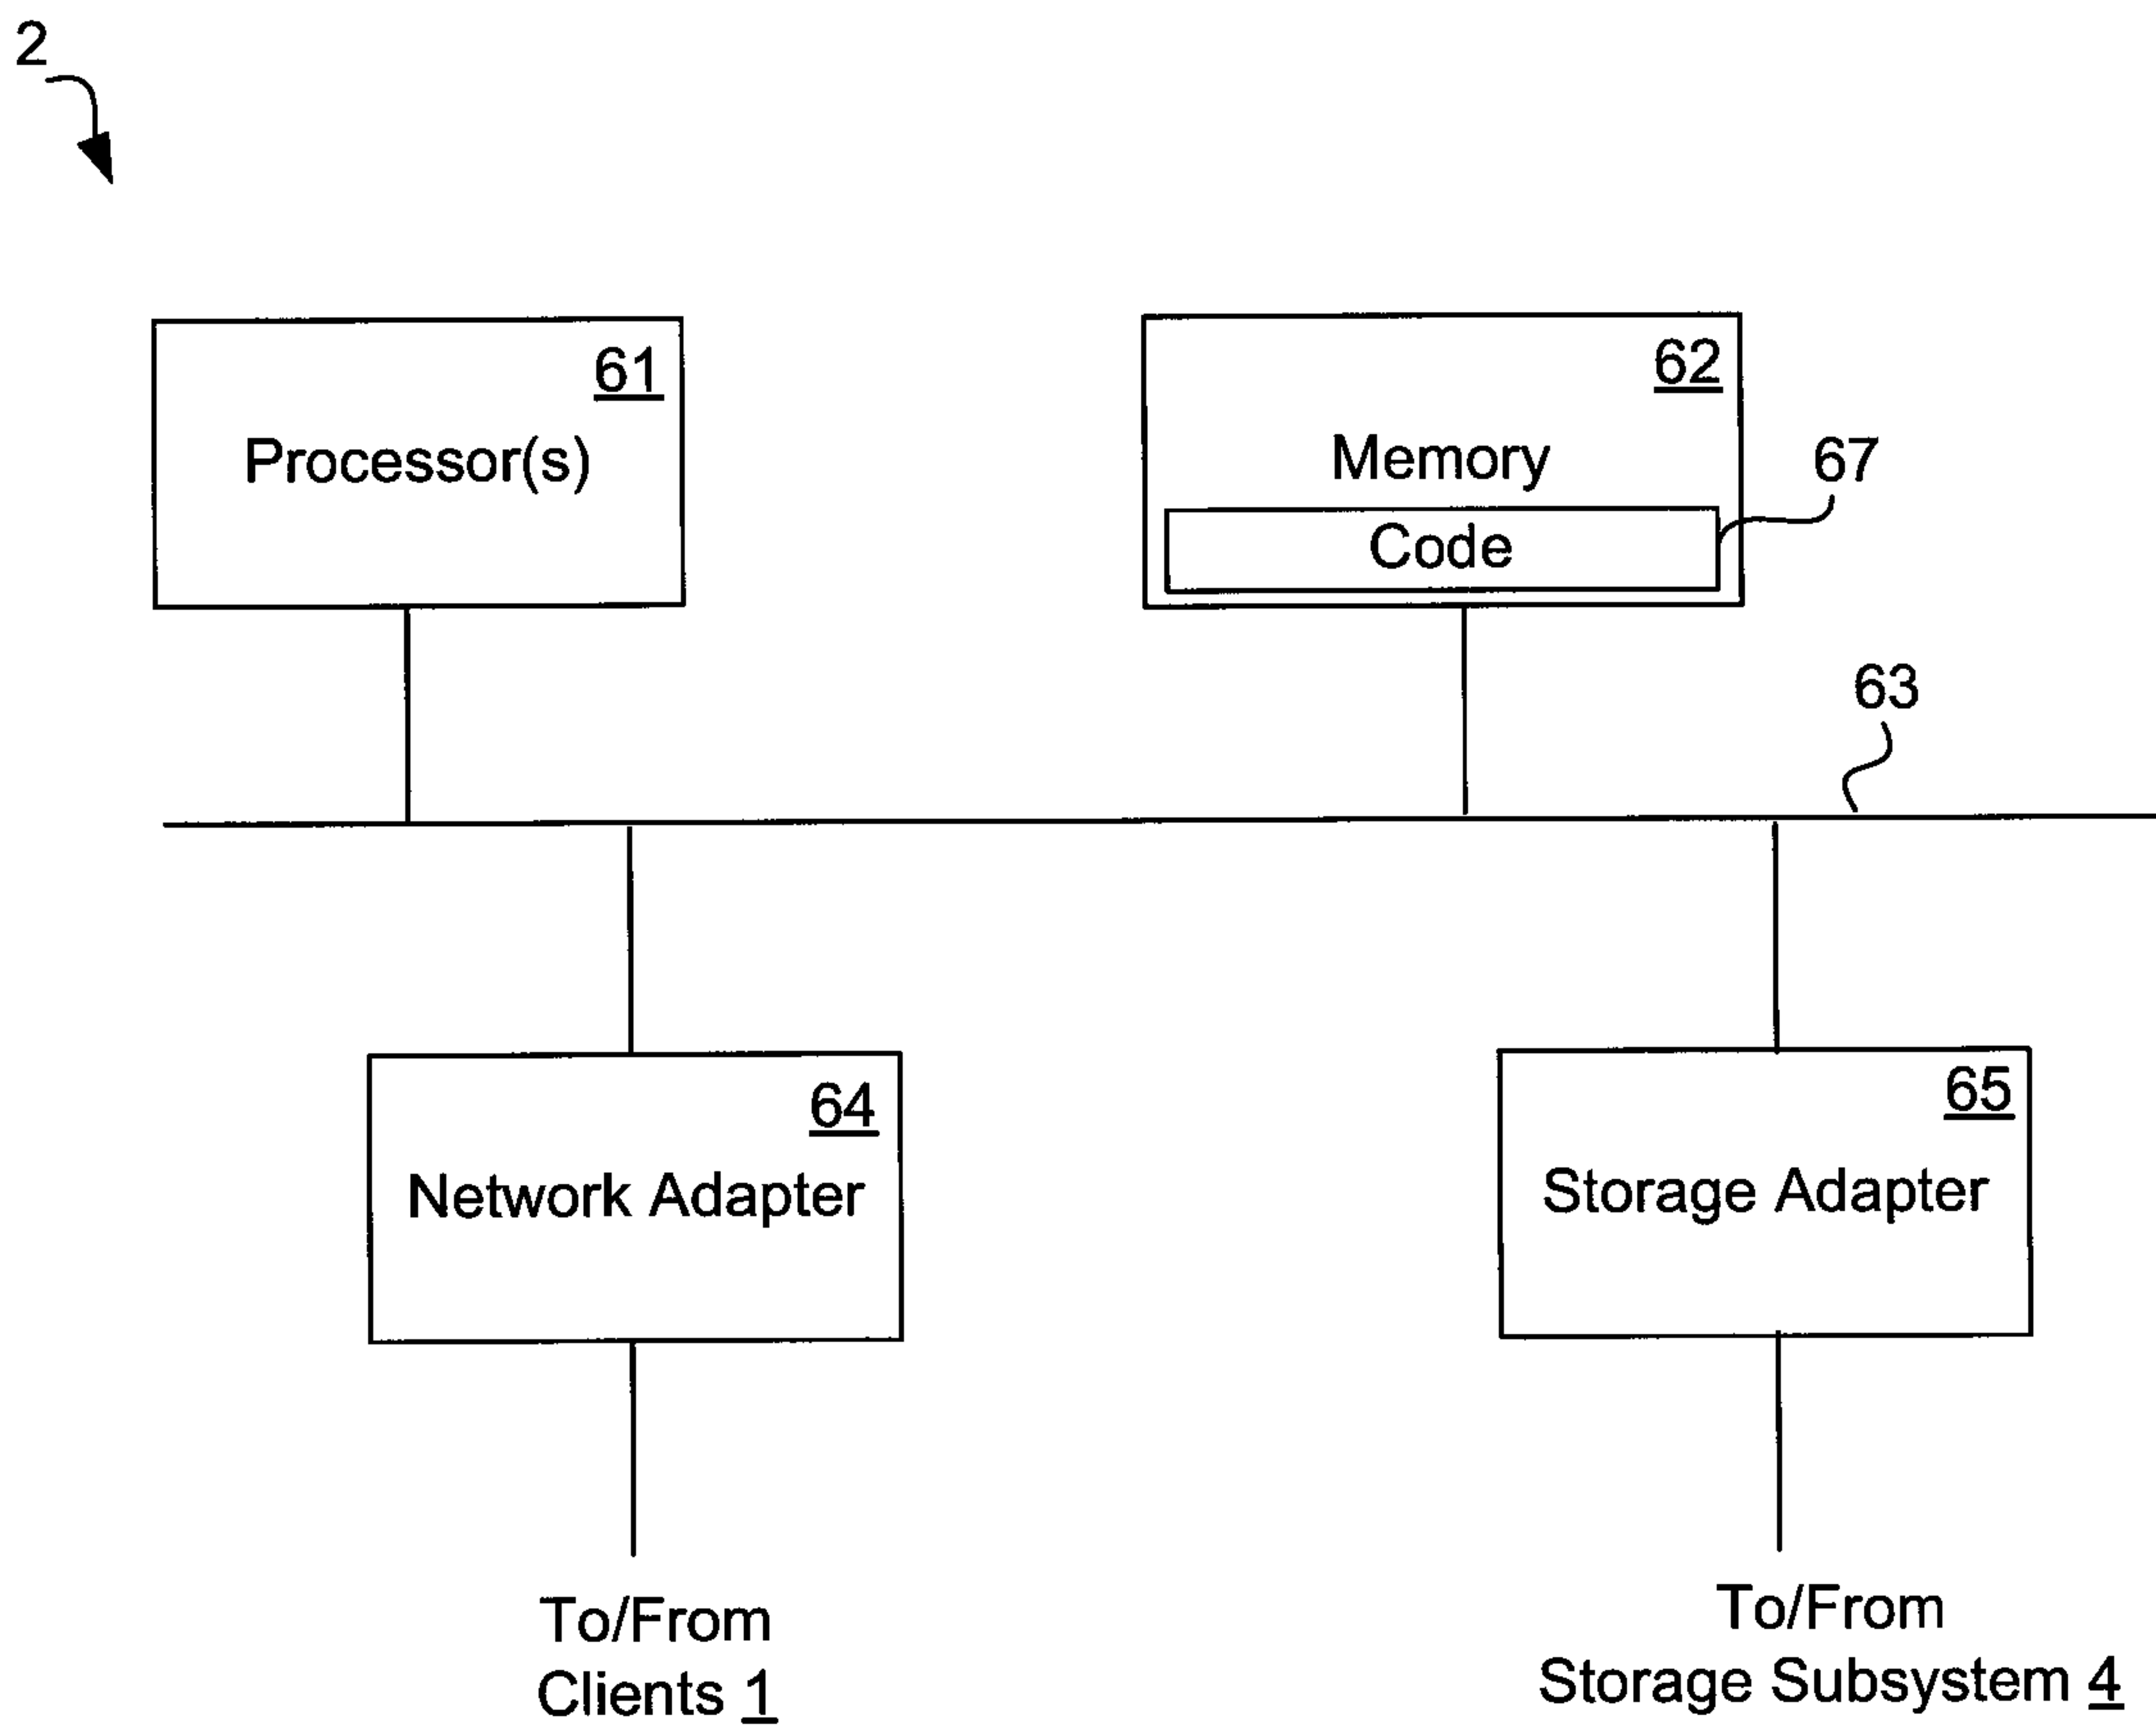 2
61
Processor(s)
62
Memory
67
Code
63
64
Network Adapter
65
Storage Adapter
To/From
Clients 1
To/From
Storage Subsystem 4